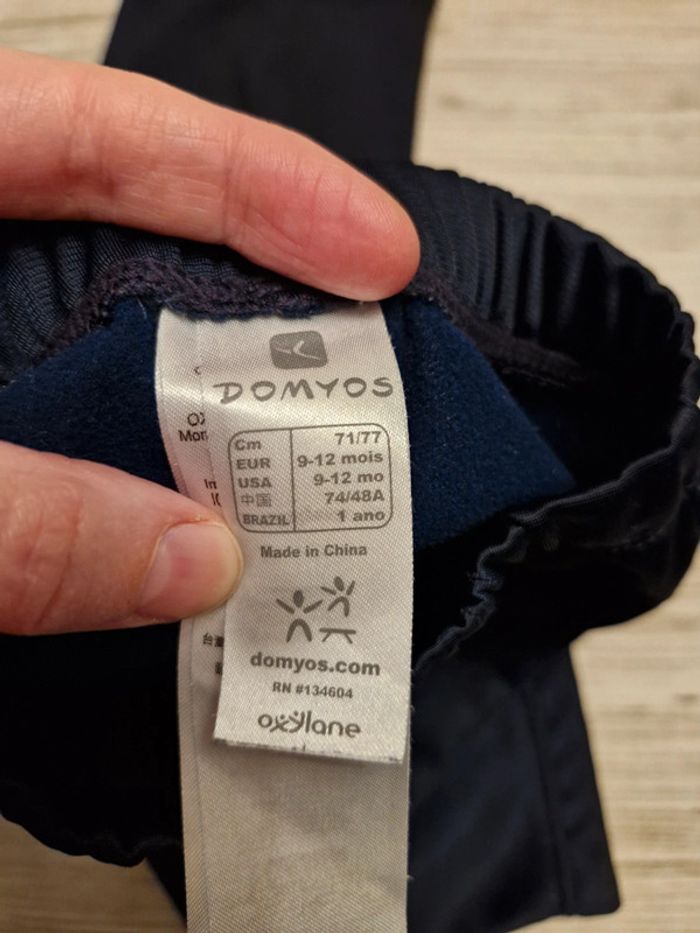 DOMYOS
Cm 71/77
EUR 9-12 mois
USA 9-12 mo
中国 74/48A
BRAZIL 1 ano
Made in China
domyos.com
RN #134604
oxylane